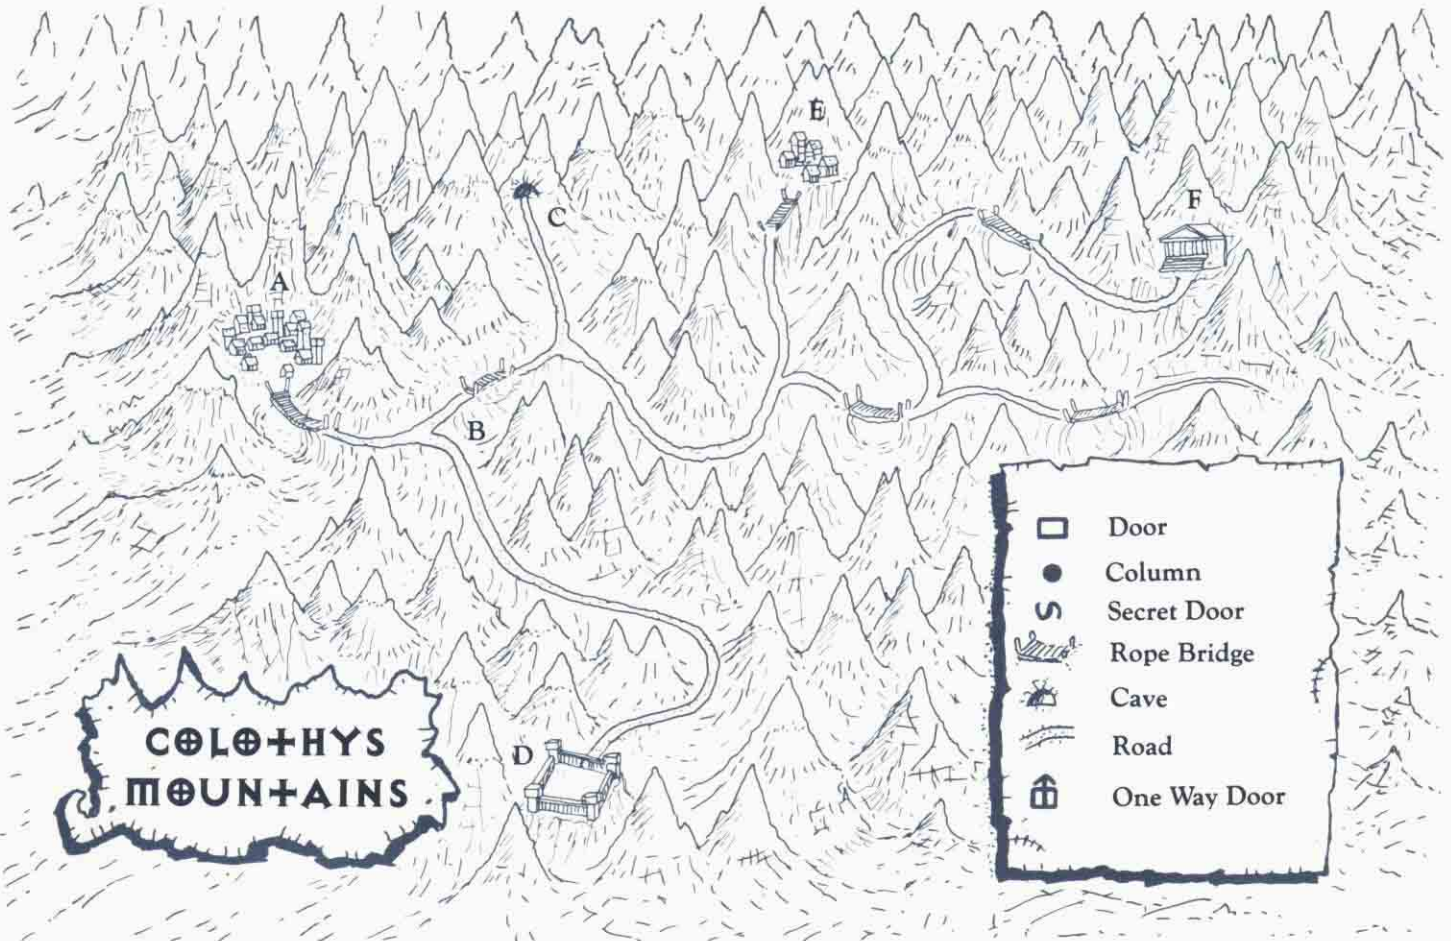 E
C
F
A
B
D
COLOTHYS
MOUNTAINS
Door
Column
Secret Door
Rope Bridge
Cave
Road
One Way Door